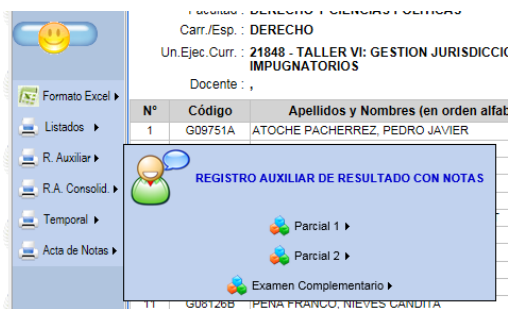 Facultad : DERECHO Y CIENCIAS POLITICAS
Carr./Esp. : DERECHO
Un.Ejec.Curr. : 21848 - TALLER VI: GESTION JURISDICCIO
IMPUGNATORIOS
Docente : ,
Formato Excel
Listados
R. Auxiliar
R.A. Consolid.
Temporal
Acta de Notas
N° Código Apellidos y Nombres (en orden alfab
1 G09751A ATOCHE PACHERREZ, PEDRO JAVIER
REGISTRO AUXILIAR DE RESULTADO CON NOTAS
Parcial 1
Parcial 2
Examen Complementario
11 G08126B PEÑA FRANCO, NIEVES CANDITA